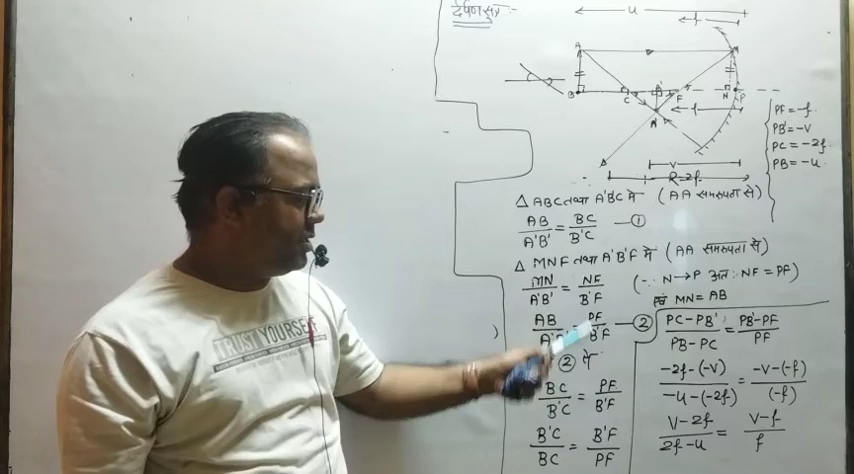 दर्पण सूत्र :-
u
f
A
M
B
C
B'
F
N
P
f
A'
v
R=2f
PF = -f
PB' = -v
PC = -2f
PB = -u
△ ABC तथा A'B'C में (AA समरूपता से)
AB/A'B' = BC/B'C —①
△ MNF तथा A'B'F में (AA समरूपता से)
MN/A'B' = NF/B'F (∵ N→P अतः NF = PF)
एवं MN = AB
AB/ PF/B'F —②
② से
BC/B'C = PF/B'F
B'C/BC = B'F/PF
PC-PB'/PB-PC = PB'-PF/PF
-2f-(-v)/-u-(-2f) = -v-(-f)/(-f)
v-2f/2f-u = v-f/f
TRUST YOURSELF